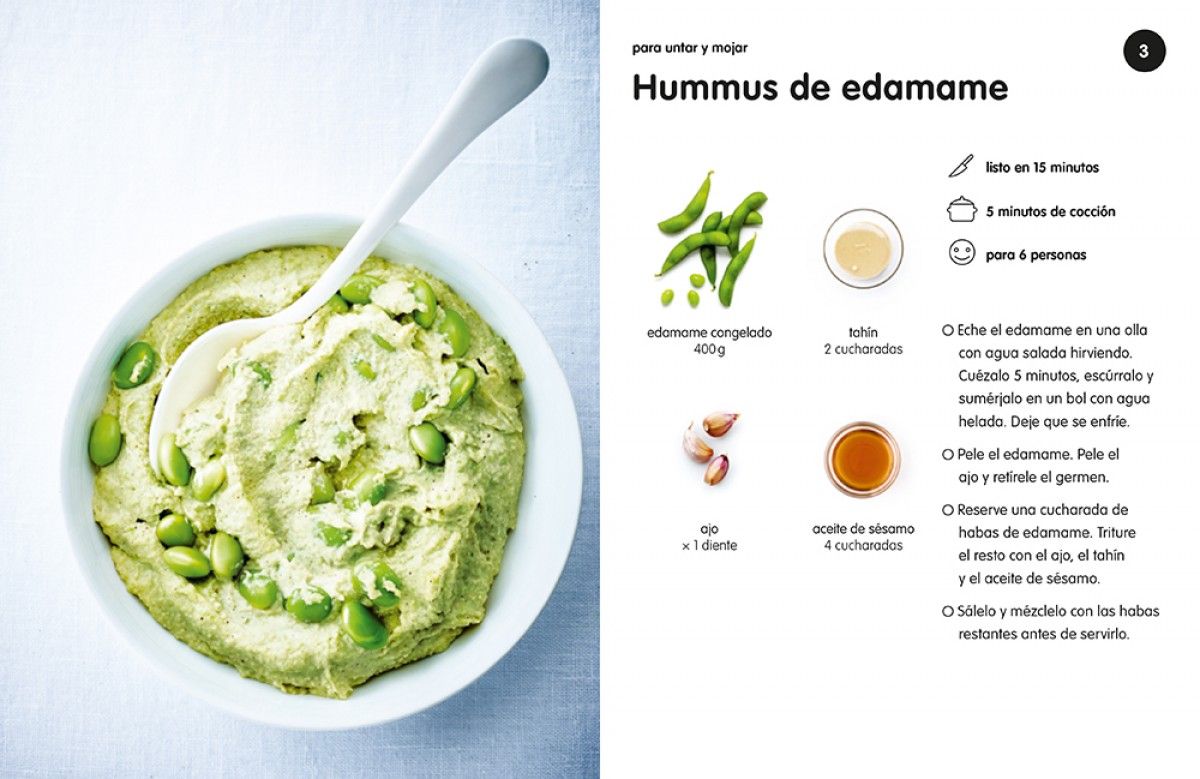 para untar y mojar
3
Hummus de edamame
listo en 15 minutos
5 minutos de cocción
para 6 personas
edamame congelado
400 g
tahín
2 cucharadas
ajo
× 1 diente
aceite de sésamo
4 cucharadas
Eche el edamame en una olla
con agua salada hirviendo.
Cuézalo 5 minutos, escúrralo y
sumérjalo en un bol con agua
helada. Deje que se enfríe.
Pele el edamame. Pele el
ajo y retírele el germen.
Reserve una cucharada de
habas de edamame. Triture
el resto con el ajo, el tahín
y el aceite de sésamo.
Sálelo y mézclelo con las habas
restantes antes de servirlo.